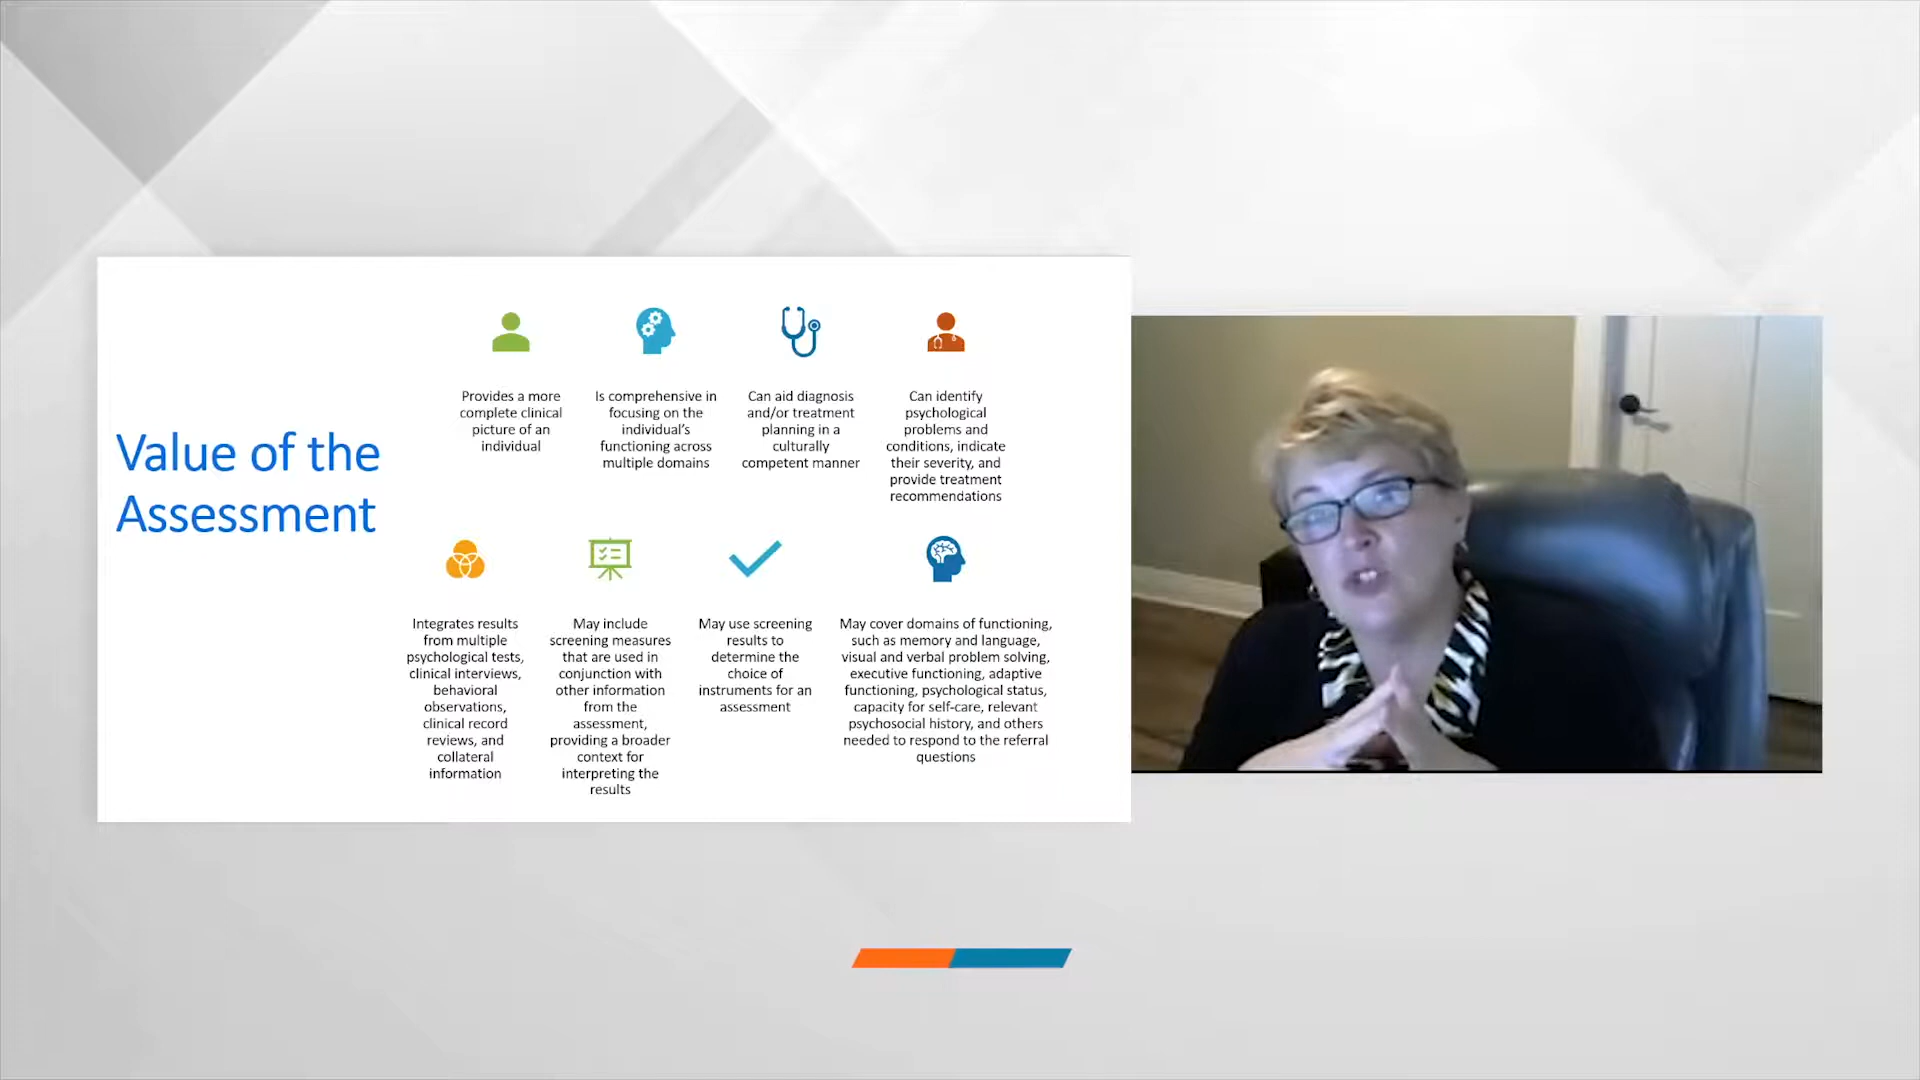 Value of the
Assessment
Provides a more
complete clinical
picture of an
individual
Is comprehensive in
focusing on the
individual's
functioning across
multiple domains
Can aid diagnosis
and/or treatment
planning in a
culturally
competent manner
Can identify
psychological
problems and
conditions, indicate
their severity, and
provide treatment
recommendations
Integrates results
from multiple
psychological tests,
clinical interviews,
behavioral
observations,
clinical record
reviews, and
collateral
information
May include
screening measures
that are used in
conjunction with
other information
from the
assessment,
providing a broader
context for
interpreting the
results
May use screening
results to
determine the
choice of
instruments for an
assessment
May cover domains of functioning,
such as memory and language,
visual and verbal problem solving,
executive functioning, adaptive
functioning, psychological status,
capacity for self-care, relevant
psychosocial history, and others
needed to respond to the referral
questions